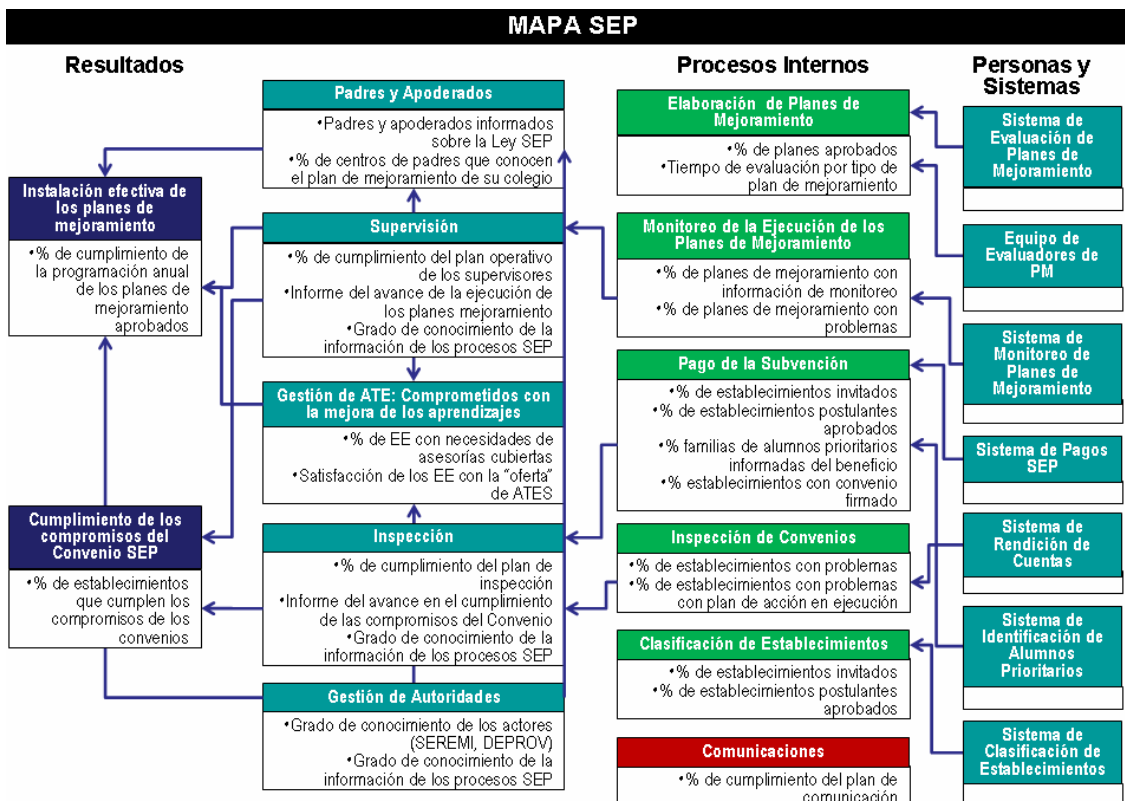 MAPA SEP
Resultados
Instalación efectiva de
los planes de
mejoramiento
•% de cumplimiento de
la programación anual
de los planes de
mejoramiento
aprobados
Cumplimiento de los
compromisos del
Convenio SEP
•% de establecimientos
que cumplen los
compromisos de los
convenios
Padres y Apoderados
•Padres y apoderados informados
sobre la Ley SEP
•% de centros de padres que conocen
el plan de mejoramiento de su colegio
Supervisión
•% de cumplimiento del plan operativo
de los supervisores
•Informe del avance de la ejecución de
los planes mejoramiento
•Grado de conocimiento de la
información de los procesos SEP
Gestión de ATE: Comprometidos con
la mejora de los aprendizajes
•% de EE con necesidades de
asesorías cubiertas
•Satisfacción de los EE con la "oferta"
de ATES
Inspección
•% de cumplimiento del plan de
inspección
•Informe del avance en el cumplimiento
de las compromisos del Convenio
•Grado de conocimiento de la
información de los procesos SEP
Gestión de Autoridades
•Grado de conocimiento de los actores
(SEREMI, DEPROV)
•Grado de conocimiento de la
información de los procesos SEP
Procesos Internos
Elaboración de Planes de
Mejoramiento
•% de planes aprobados
•Tiempo de evaluación por tipo de
plan de mejoramiento
Monitoreo de la Ejecución de los
Planes de Mejoramiento
•% de planes de mejoramiento con
información de monitoreo
•% de planes de mejoramiento con
problemas
Pago de la Subvención
•% de establecimientos invitados
•% de establecimientos postulantes
aprobados
•% familias de alumnos prioritarios
informadas del beneficio
•% establecimientos con convenio
firmado
Inspección de Convenios
•% de establecimientos con problemas
•% de establecimientos con problemas
con plan de acción en ejecución
Clasificación de Establecimientos
•% de establecimientos invitados
•% de establecimientos postulantes
aprobados
Comunicaciones
•% de cumplimiento del plan de
comunicación
Personas y
Sistemas
Sistema de
Evaluación de
Planes de
Mejoramiento
Equipo de
Evaluadores de
PM
Sistema de
Monitoreo de
Planes de
Mejoramiento
Sistema de Pagos
SEP
Sistema de
Rendición de
Cuentas
Sistema de
Identificación de
Alumnos
Prioritarios
Sistema de
Clasificación de
Establecimientos